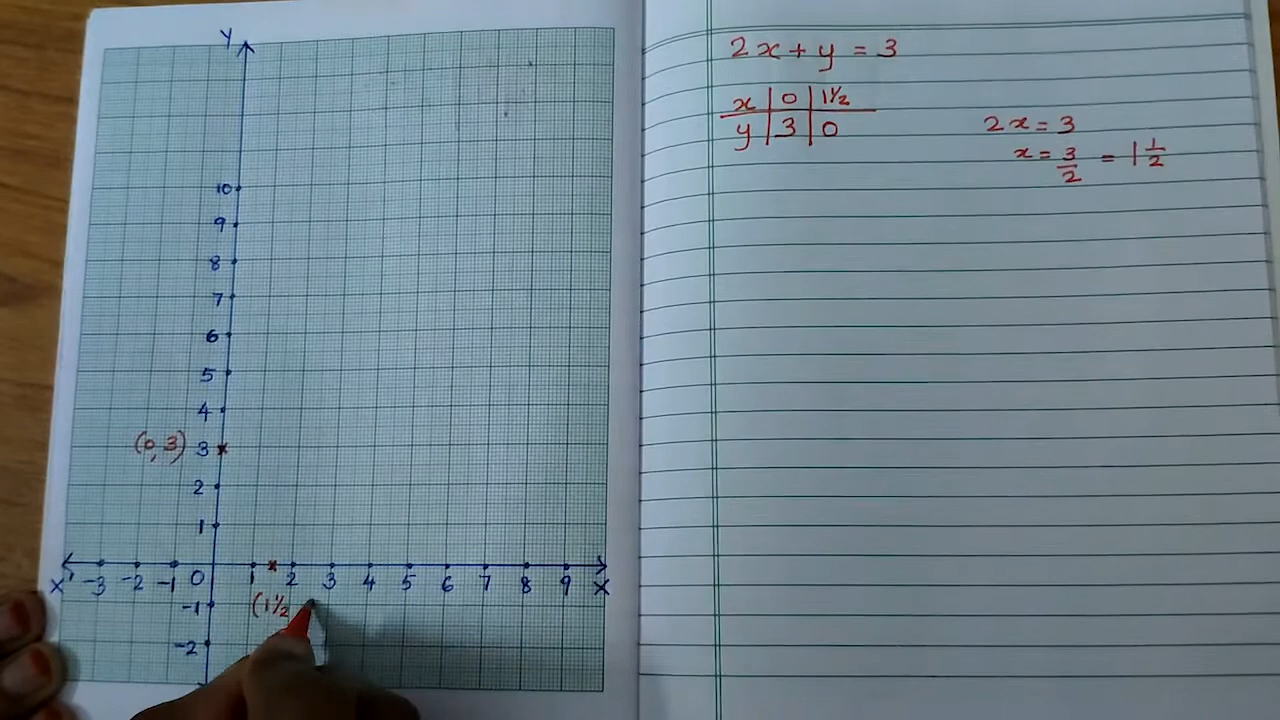 Y
10
9
8
7
6
5
4
(0, 3) 3
2
1
X' -3 -2 -1 0 1 2 3 4 5 6 7 8 9 X
-1 (1½
-2
2x + y = 3
x | 0 | 1½
y | 3 | 0
2x = 3
x = 3/2 = 1 1/2